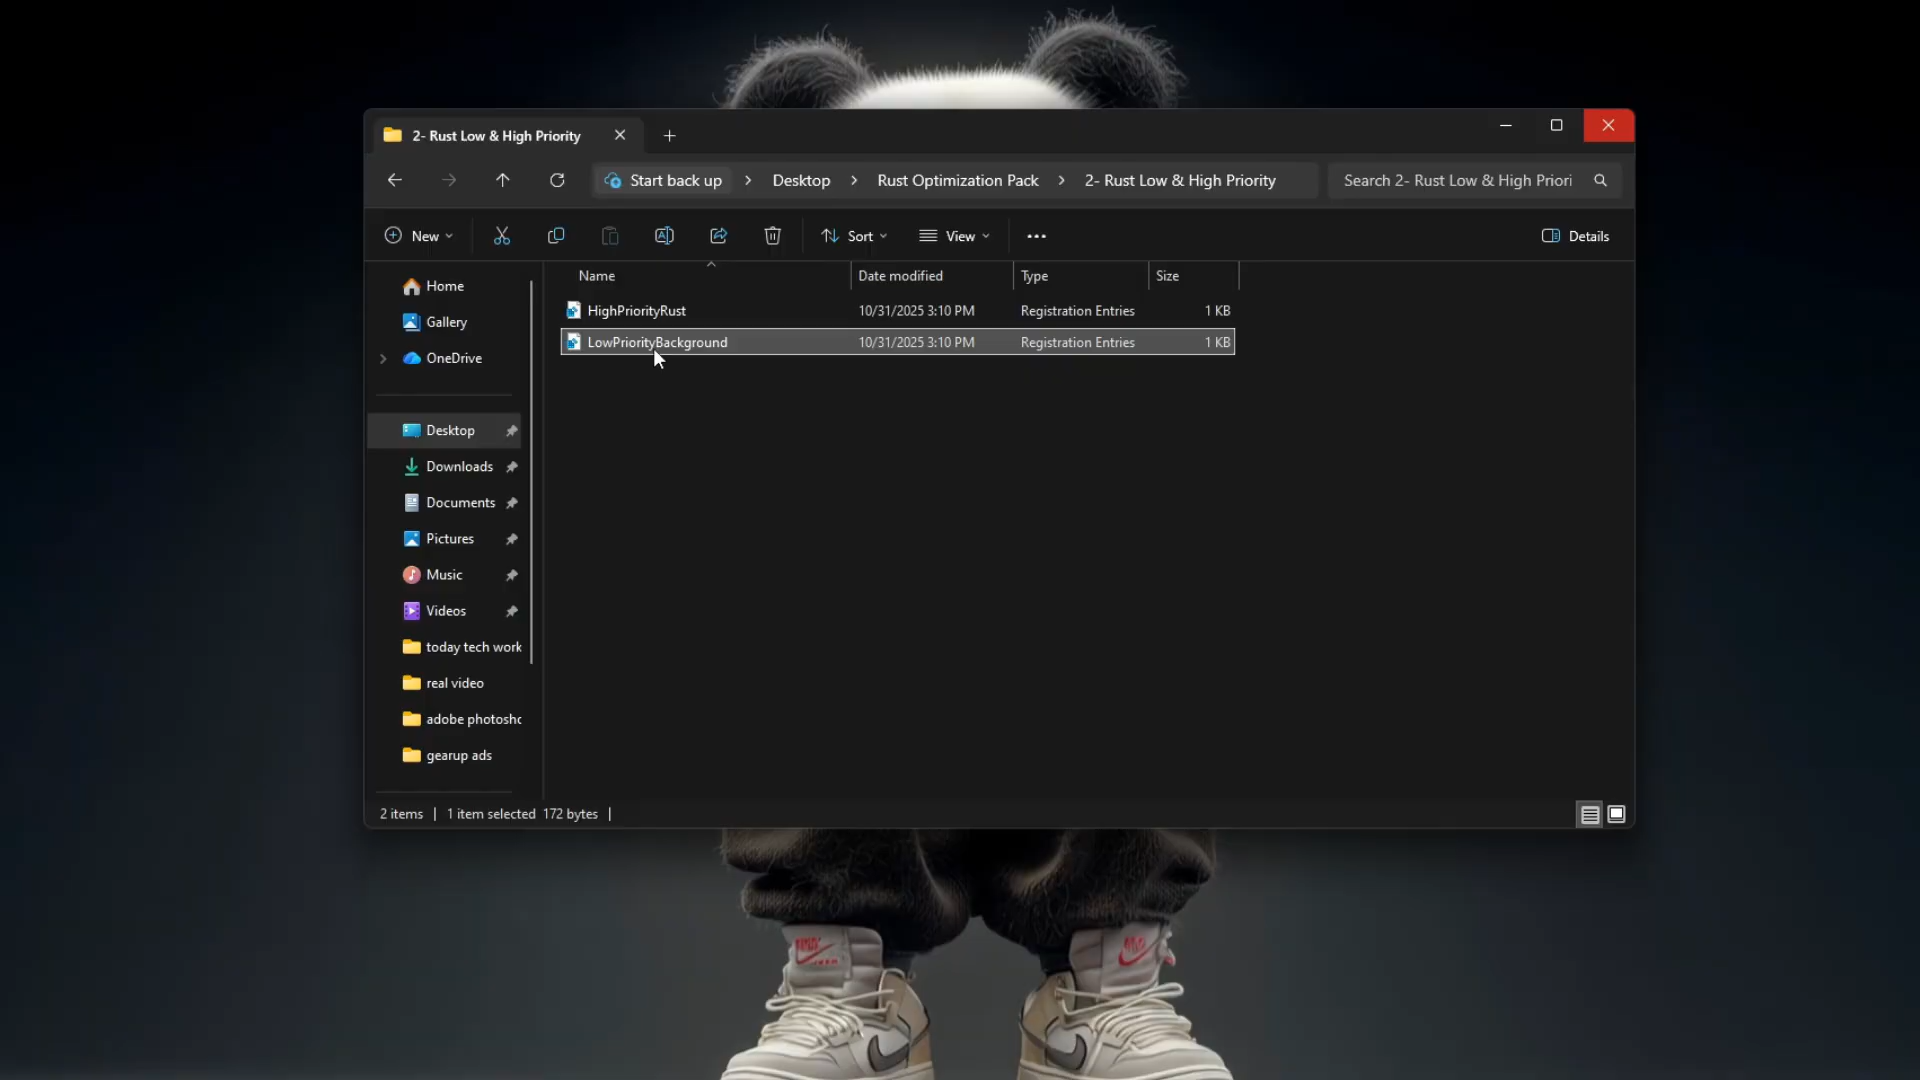 2- Rust Low & High Priority
Start back up > Desktop > Rust Optimization Pack > 2- Rust Low & High Priority
Search 2- Rust Low & High Priori
New
Sort
View
Details
Name Date modified Type Size
HighPriorityRust 10/31/2025 3:10 PM Registration Entries 1 KB
LowPriorityBackground 10/31/2025 3:10 PM Registration Entries 1 KB
Home
Gallery
OneDrive
Desktop
Downloads
Documents
Pictures
Music
Videos
today tech work
real video
adobe photosho
gearup ads
2 items | 1 item selected 172 bytes |